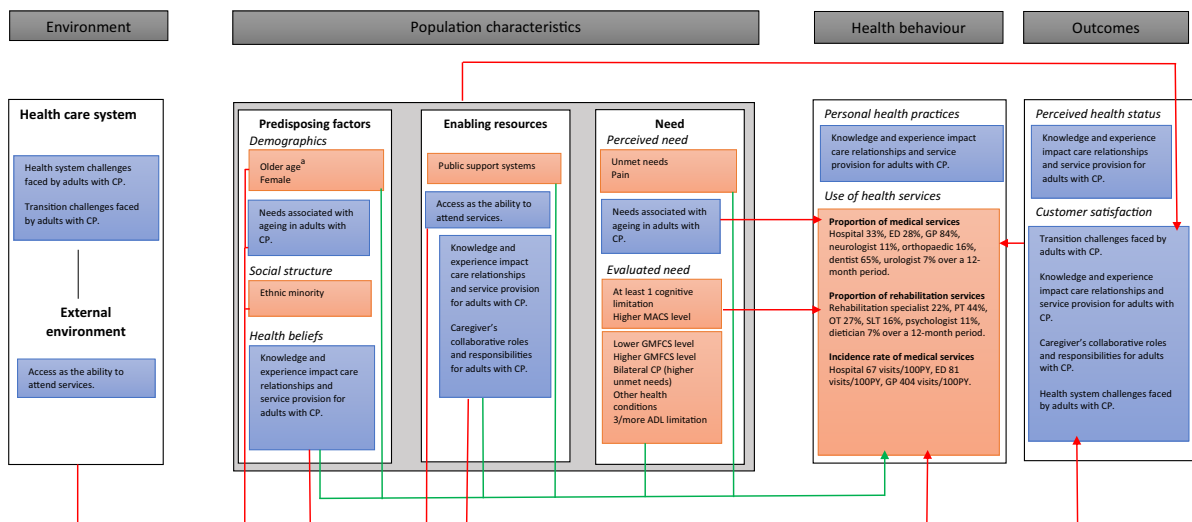 Environment
Population characteristics
Health behaviour
Outcomes
Health care system
Health system challenges
faced by adults with CP.
Transition challenges faced
by adults with CP.
External
environment
Access as the ability to
attend services.
Predisposing factors
Demographics
Older age^a
Female
Needs associated with
ageing in adults with
CP.
Social structure
Ethnic minority
Health beliefs
Knowledge and
experience impact care
relationships and
service provision for
adults with CP.
Enabling resources
Public support systems
Access as the ability to
attend services.
Knowledge and
experience impact
care relationships
and service provision
for adults with CP.
Caregiver's
collaborative roles
and responsibilities
for adults with CP.
Need
Perceived need
Unmet needs
Pain
Needs associated with
ageing in adults with
CP.
Evaluated need
At least 1 cognitive
limitation
Higher MACS level
Lower GMFCS level
Higher GMFCS level
Bilateral CP (higher
unmet needs)
Other health
conditions
3/more ADL limitation
Personal health practices
Knowledge and experience impact
care relationships and service
provision for adults with CP.
Use of health services
Proportion of medical services
Hospital 33%, ED 28%, GP 84%,
neurologist 11%, orthopaedic 16%,
dentist 65%, urologist 7% over a 12-
month period.
Proportion of rehabilitation services
Rehabilitation specialist 22%, PT 44%,
OT 27%, SLT 16%, psychologist 11%,
dietician 7% over a 12-month period.
Incidence rate of medical services
Hospital 67 visits/100PY, ED 81
visits/100PY, GP 404 visits/100PY.
Perceived health status
Knowledge and experience
impact care relationships
and service provision for
adults with CP.
Customer satisfaction
Transition challenges faced by
adults with CP.
Knowledge and experience
impact care relationships and
service provision for adults with
CP.
Caregiver's collaborative roles
and responsibilities for adults
with CP.
Health system challenges faced
by adults with CP.